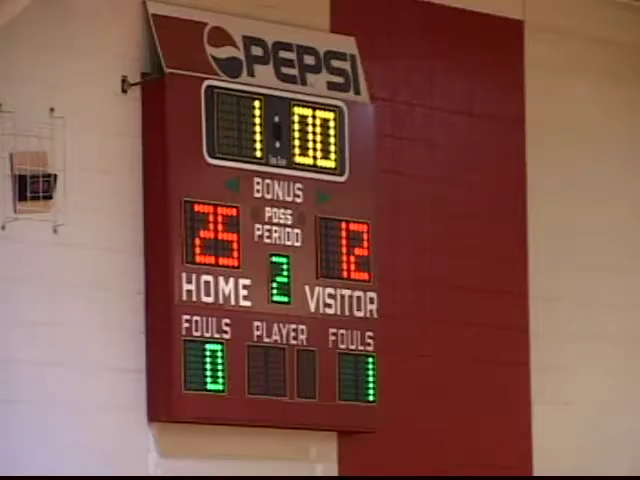 PEPSI
1:00
BONUS
25 POSS 12
PERIOD
HOME 2 VISITOR
FOULS PLAYER FOULS
0 1